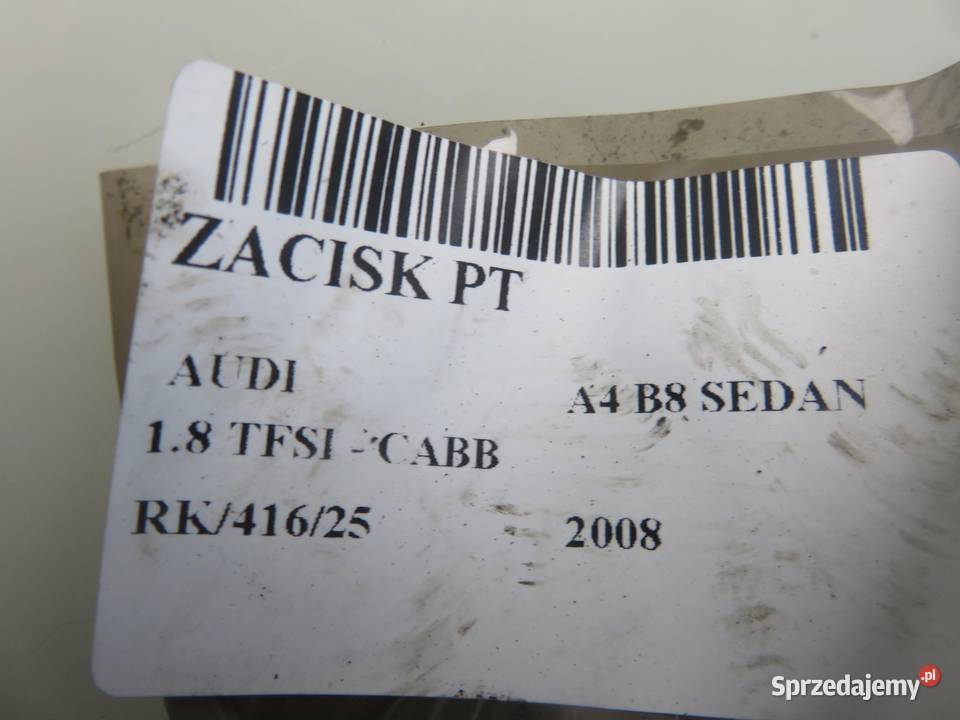 ZACISK PT
AUDI
A4 B8 SEDAN
1.8 TFSI - CABB
RK/416/25
2008
Sprzedajemy.pl